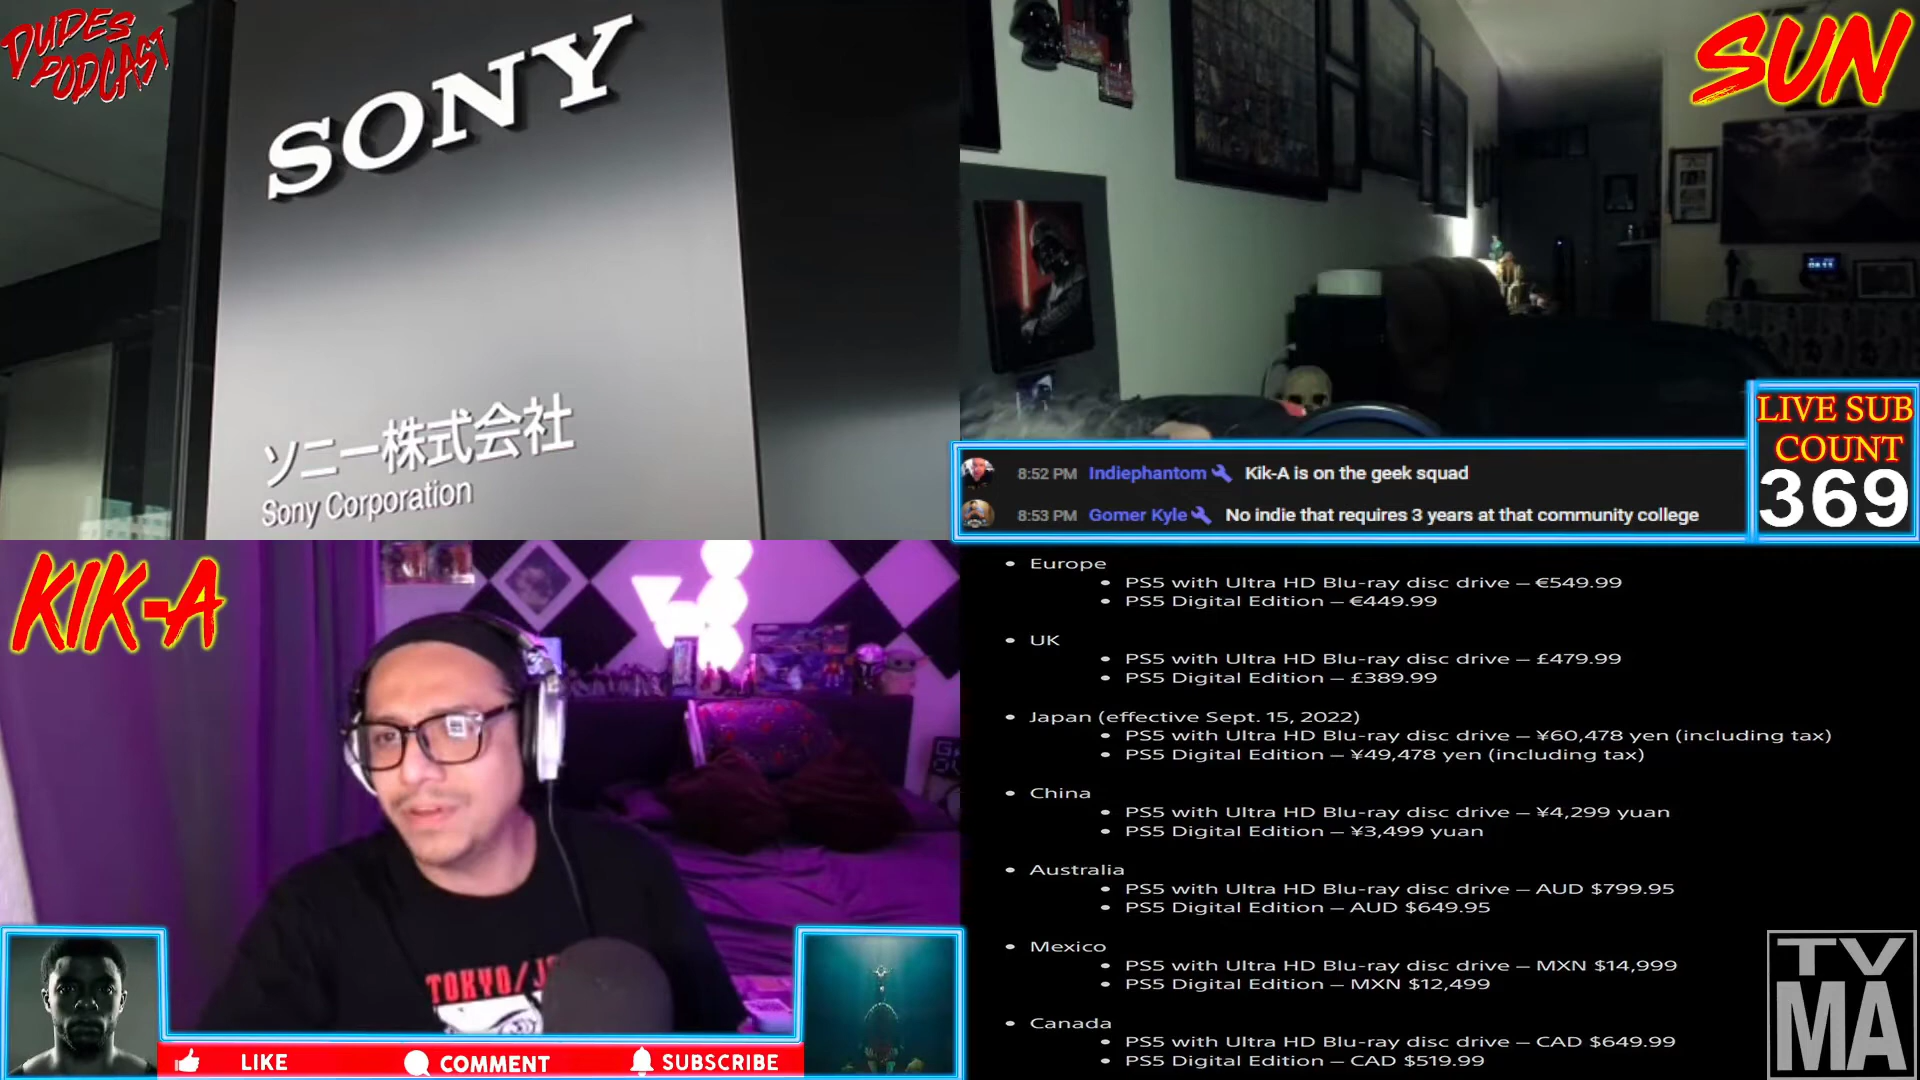 DUDES
PODCAST
SONY
ソニー株式会社
Sony Corporation
SUN
LIVE SUB
COUNT
369
8:52 PM Indiephantom Kik-A is on the geek squad
8:53 PM Gomer Kyle No indie that requires 3 years at that community college
KIK-A
TOKYO/J
LIKE
COMMENT
SUBSCRIBE
• Europe
• PS5 with Ultra HD Blu-ray disc drive – €549.99
• PS5 Digital Edition – €449.99
• UK
• PS5 with Ultra HD Blu-ray disc drive – £479.99
• PS5 Digital Edition – £389.99
• Japan (effective Sept. 15, 2022)
• PS5 with Ultra HD Blu-ray disc drive – ¥60,478 yen (including tax)
• PS5 Digital Edition – ¥49,478 yen (including tax)
• China
• PS5 with Ultra HD Blu-ray disc drive – ¥4,299 yuan
• PS5 Digital Edition – ¥3,499 yuan
• Australia
• PS5 with Ultra HD Blu-ray disc drive – AUD $799.95
• PS5 Digital Edition – AUD $649.95
• Mexico
• PS5 with Ultra HD Blu-ray disc drive – MXN $14,999
• PS5 Digital Edition – MXN $12,499
• Canada
• PS5 with Ultra HD Blu-ray disc drive – CAD $649.99
• PS5 Digital Edition – CAD $519.99
TV
MA